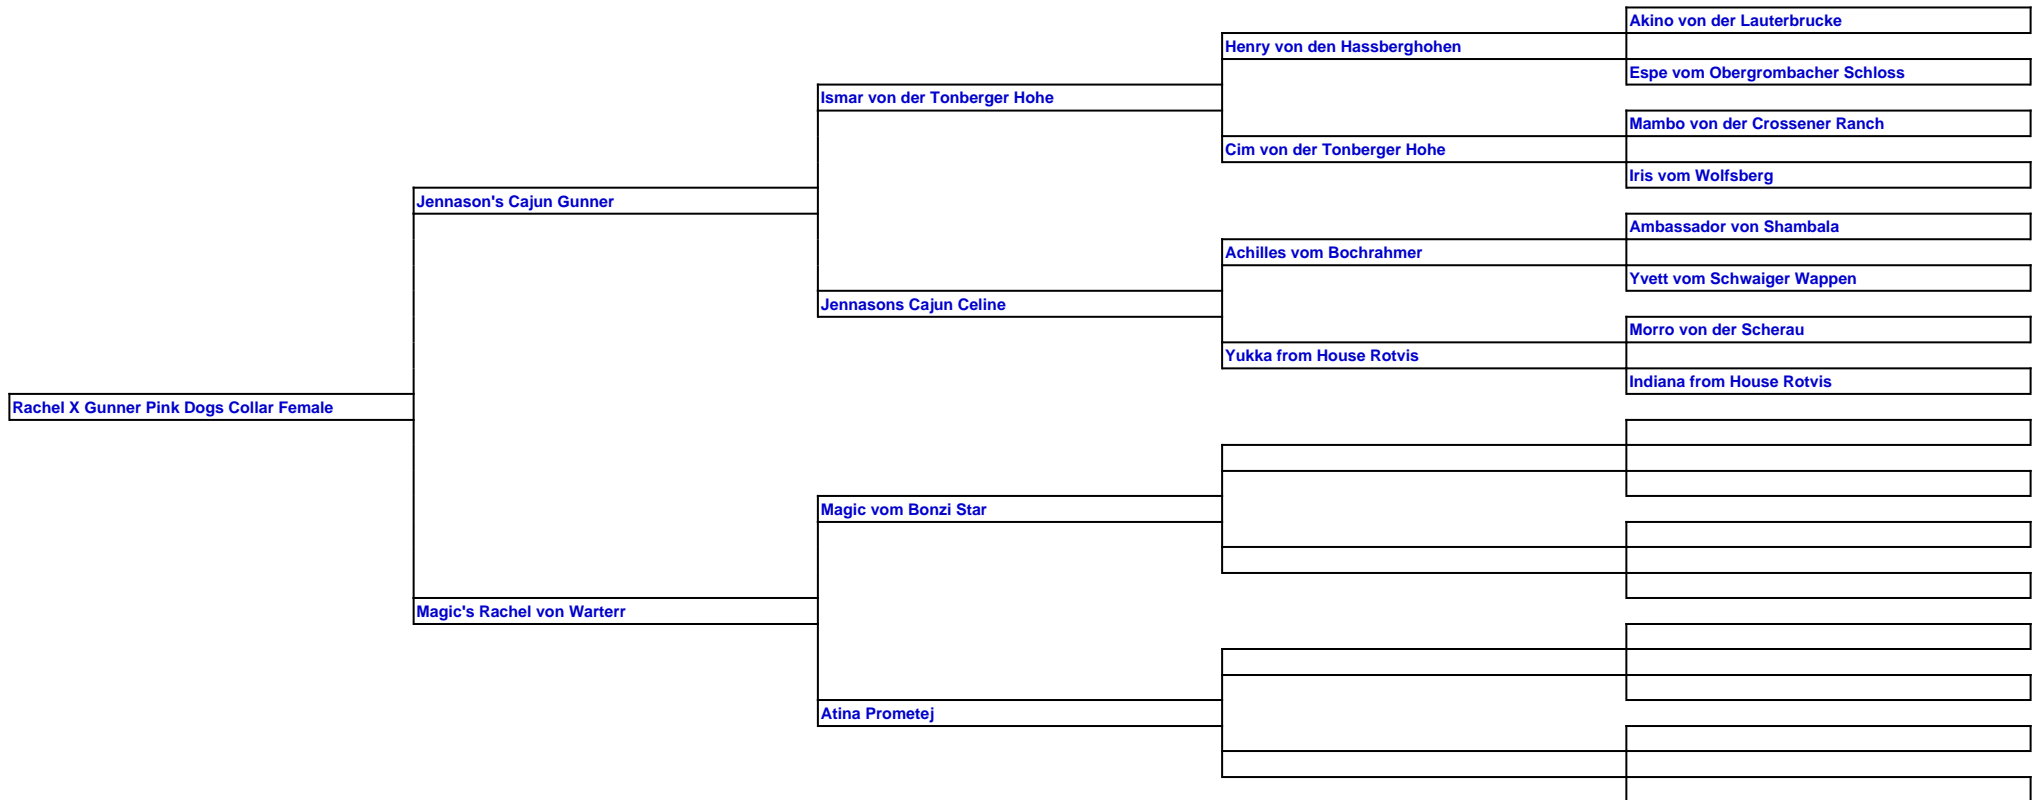 Akino von der Lauterbrucke
Henry von den Hassberghohen
Espe vom Obergrombacher Schloss
Ismar von der Tonberger Hohe
Mambo von der Crossener Ranch
Cim von der Tonberger Hohe
Iris vom Wolfsberg
Jennason's Cajun Gunner
Ambassador von Shambala
Achilles vom Bochrahmer
Yvett vom Schwaiger Wappen
Jennasons Cajun Celine
Morro von der Scherau
Yukka from House Rotvis
Indiana from House Rotvis
Rachel X Gunner Pink Dogs Collar Female
Magic vom Bonzi Star
Magic's Rachel von Warterr
Atina Prometej